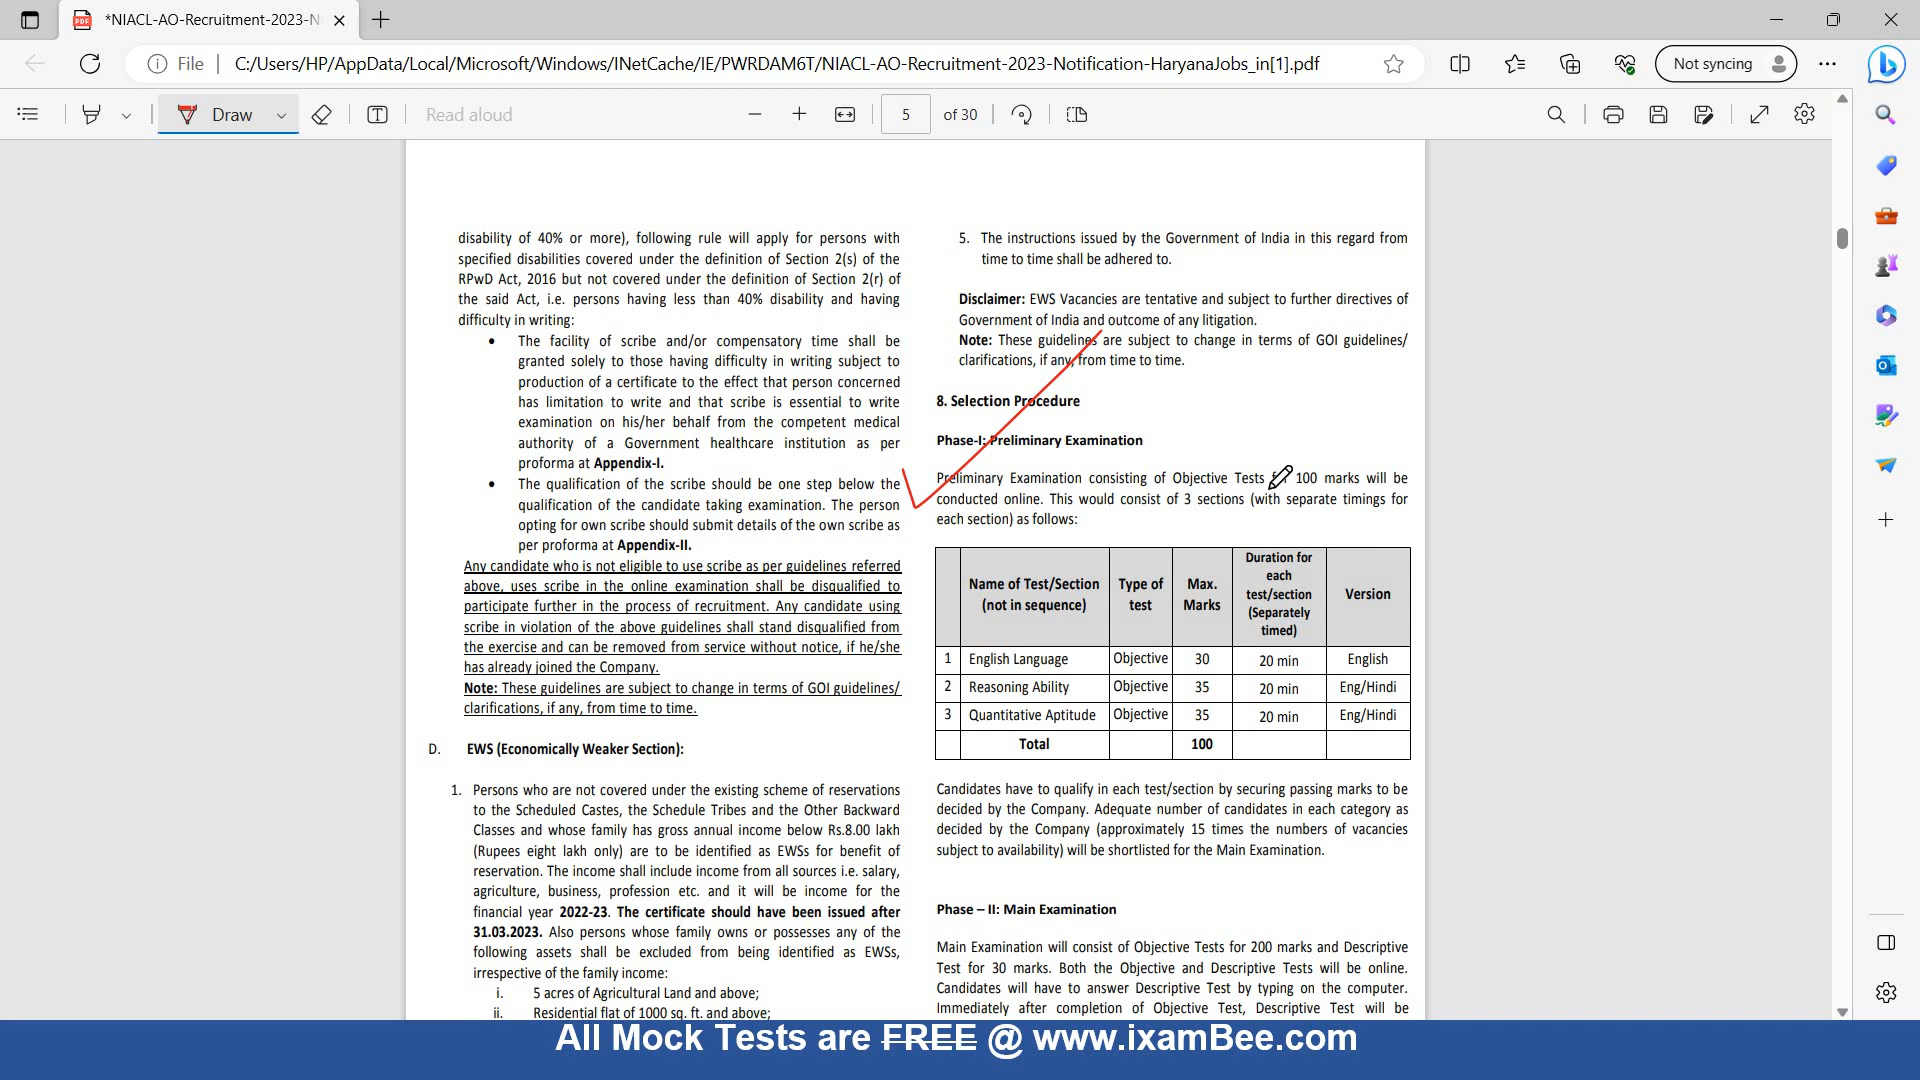 *NIACL-AO-Recruitment-2023-N
File
C:/Users/HP/AppData/Local/Microsoft/Windows/INetCache/IE/PWRDAM6T/NIACL-AO-Recruitment-2023-Notification-HaryanaJobs_in[1].pdf
Not syncing
Draw
Read aloud
5
of 30
disability of 40% or more), following rule will apply for persons with
specified disabilities covered under the definition of Section 2(s) of the
RPwD Act, 2016 but not covered under the definition of Section 2(r) of
the said Act, i.e. persons having less than 40% disability and having
difficulty in writing:
• The facility of scribe and/or compensatory time shall be
granted solely to those having difficulty in writing subject to
production of a certificate to the effect that person concerned
has limitation to write and that scribe is essential to write
examination on his/her behalf from the competent medical
authority of a Government healthcare institution as per
proforma at Appendix-I.
• The qualification of the scribe should be one step below the
qualification of the candidate taking examination. The person
opting for own scribe should submit details of the own scribe as
per proforma at Appendix-II.
Any candidate who is not eligible to use scribe as per guidelines referred
above, uses scribe in the online examination shall be disqualified to
participate further in the process of recruitment. Any candidate using
scribe in violation of the above guidelines shall stand disqualified from
the exercise and can be removed from service without notice, if he/she
has already joined the Company.
Note: These guidelines are subject to change in terms of GOI guidelines/
clarifications, if any, from time to time.
D. EWS (Economically Weaker Section):
1. Persons who are not covered under the existing scheme of reservations
to the Scheduled Castes, the Schedule Tribes and the Other Backward
Classes and whose family has gross annual income below Rs.8.00 lakh
(Rupees eight lakh only) are to be identified as EWSs for benefit of
reservation. The income shall include income from all sources i.e. salary,
agriculture, business, profession etc. and it will be income for the
financial year 2022-23. The certificate should have been issued after
31.03.2023. Also persons whose family owns or possesses any of the
following assets shall be excluded from being identified as EWSs,
irrespective of the family income:
i. 5 acres of Agricultural Land and above;
ii. Residential flat of 1000 sq. ft. and above;
5. The instructions issued by the Government of India in this regard from
time to time shall be adhered to.
Disclaimer: EWS Vacancies are tentative and subject to further directives of
Government of India and outcome of any litigation.
Note: These guidelines are subject to change in terms of GOI guidelines/
clarifications, if any, from time to time.
8. Selection Procedure
Phase-I: Preliminary Examination
Preliminary Examination consisting of Objective Tests 100 marks will be
conducted online. This would consist of 3 sections (with separate timings for
each section) as follows:
Name of Test/Section (not in sequence) Type of test Max. Marks Duration for each test/section (Separately timed) Version
1 English Language Objective 30 20 min English
2 Reasoning Ability Objective 35 20 min Eng/Hindi
3 Quantitative Aptitude Objective 35 20 min Eng/Hindi
Total 100
Candidates have to qualify in each test/section by securing passing marks to be
decided by the Company. Adequate number of candidates in each category as
decided by the Company (approximately 15 times the numbers of vacancies
subject to availability) will be shortlisted for the Main Examination.
Phase – II: Main Examination
Main Examination will consist of Objective Tests for 200 marks and Descriptive
Test for 30 marks. Both the Objective and Descriptive Tests will be online.
Candidates will have to answer Descriptive Test by typing on the computer.
Immediately after completion of Objective Test, Descriptive Test will be
All Mock Tests are FREE @ www.ixamBee.com